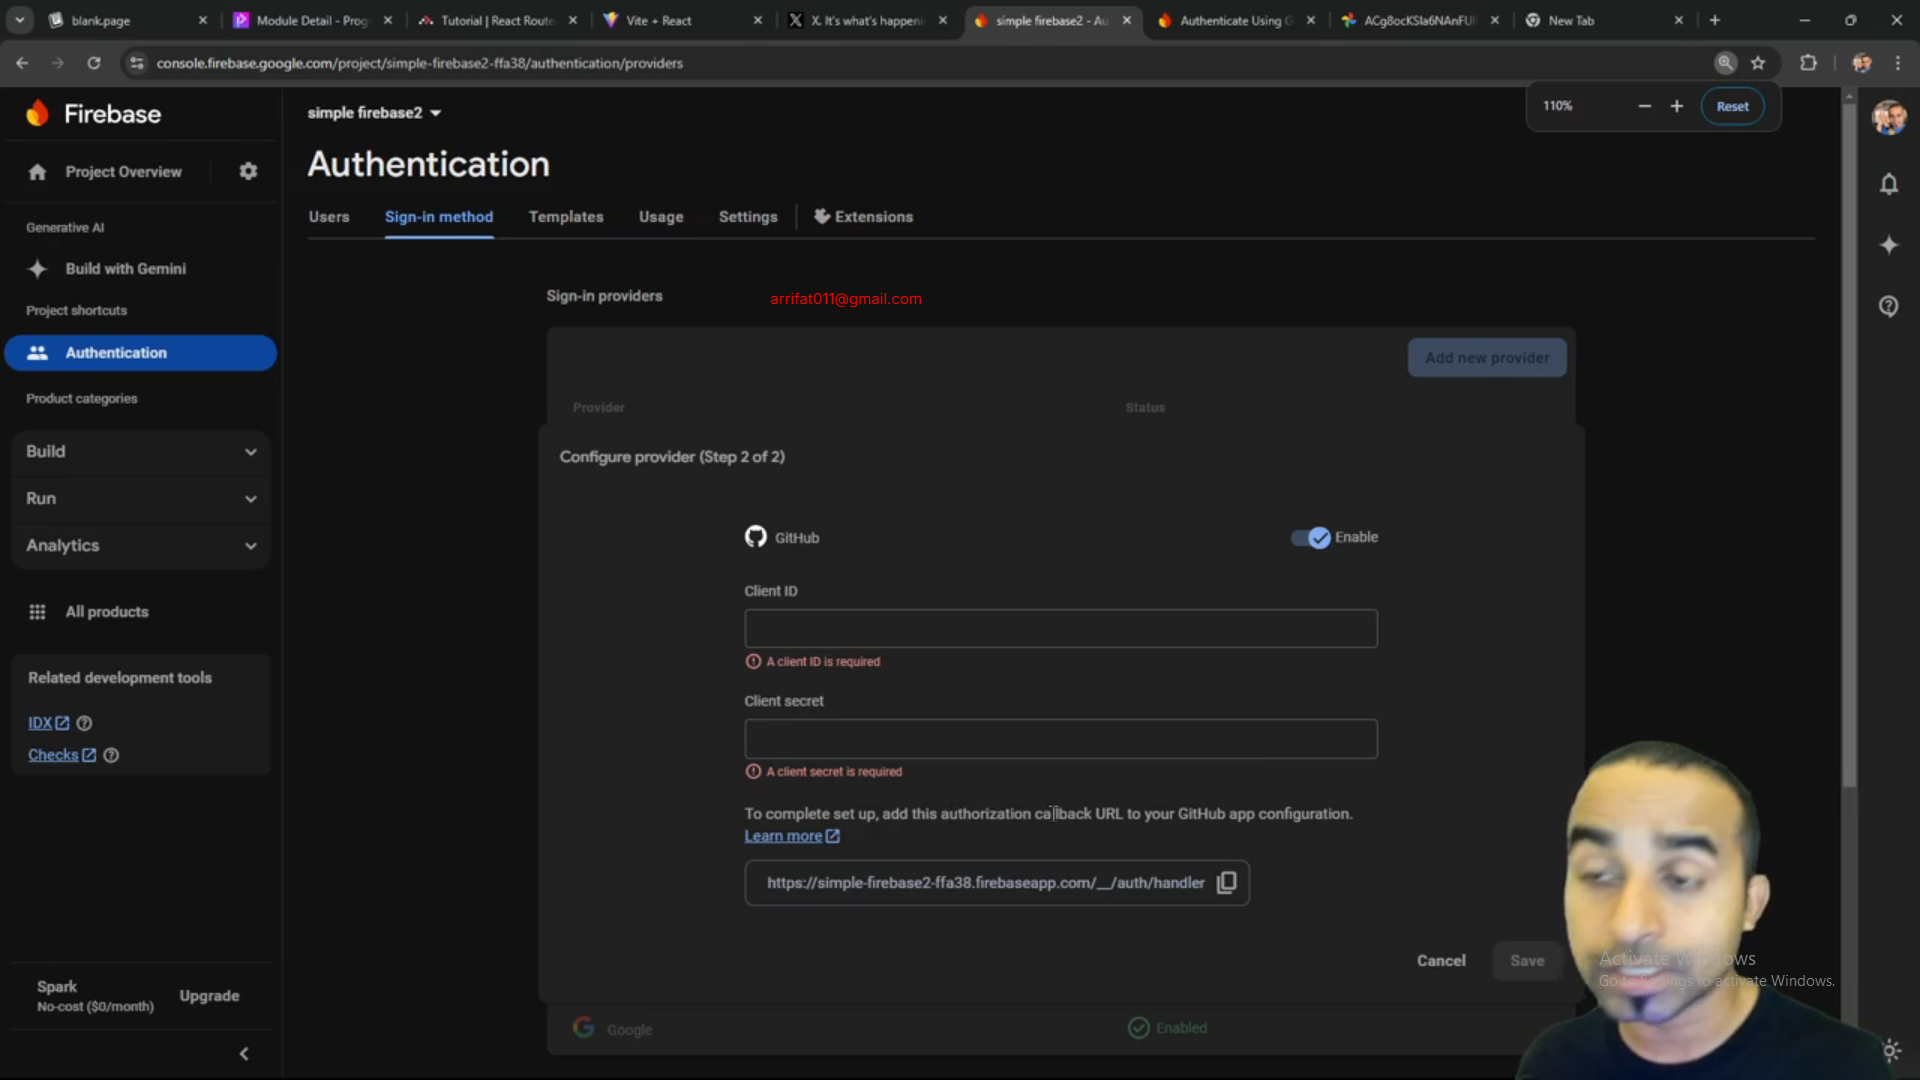 blank.page
Module Detail - Prog
Tutorial | React Route
Vite + React
X. It's what's happeni
simple firebase2 - Au
Authenticate Using G
ACg8ocKSla6NAnFUI
New Tab
console.firebase.google.com/project/simple-firebase2-ffa38/authentication/providers
110%
Reset
Firebase
Project Overview
Generative AI
Build with Gemini
Project shortcuts
Authentication
Product categories
Build
Run
Analytics
All products
Related development tools
IDX
Checks
Spark
No-cost ($0/month)
Upgrade
simple firebase2
Authentication
Users
Sign-in method
Templates
Usage
Settings
Extensions
Sign-in providers
arrifat011@gmail.com
Add new provider
Provider
Status
Configure provider (Step 2 of 2)
GitHub
Enable
Client ID
A client ID is required
Client secret
A client secret is required
To complete set up, add this authorization callback URL to your GitHub app configuration.
Learn more
https://simple-firebase2-ffa38.firebaseapp.com/__/auth/handler
Cancel
Save
Google
Enabled
Activate Windows
Go to Settings to activate Windows.